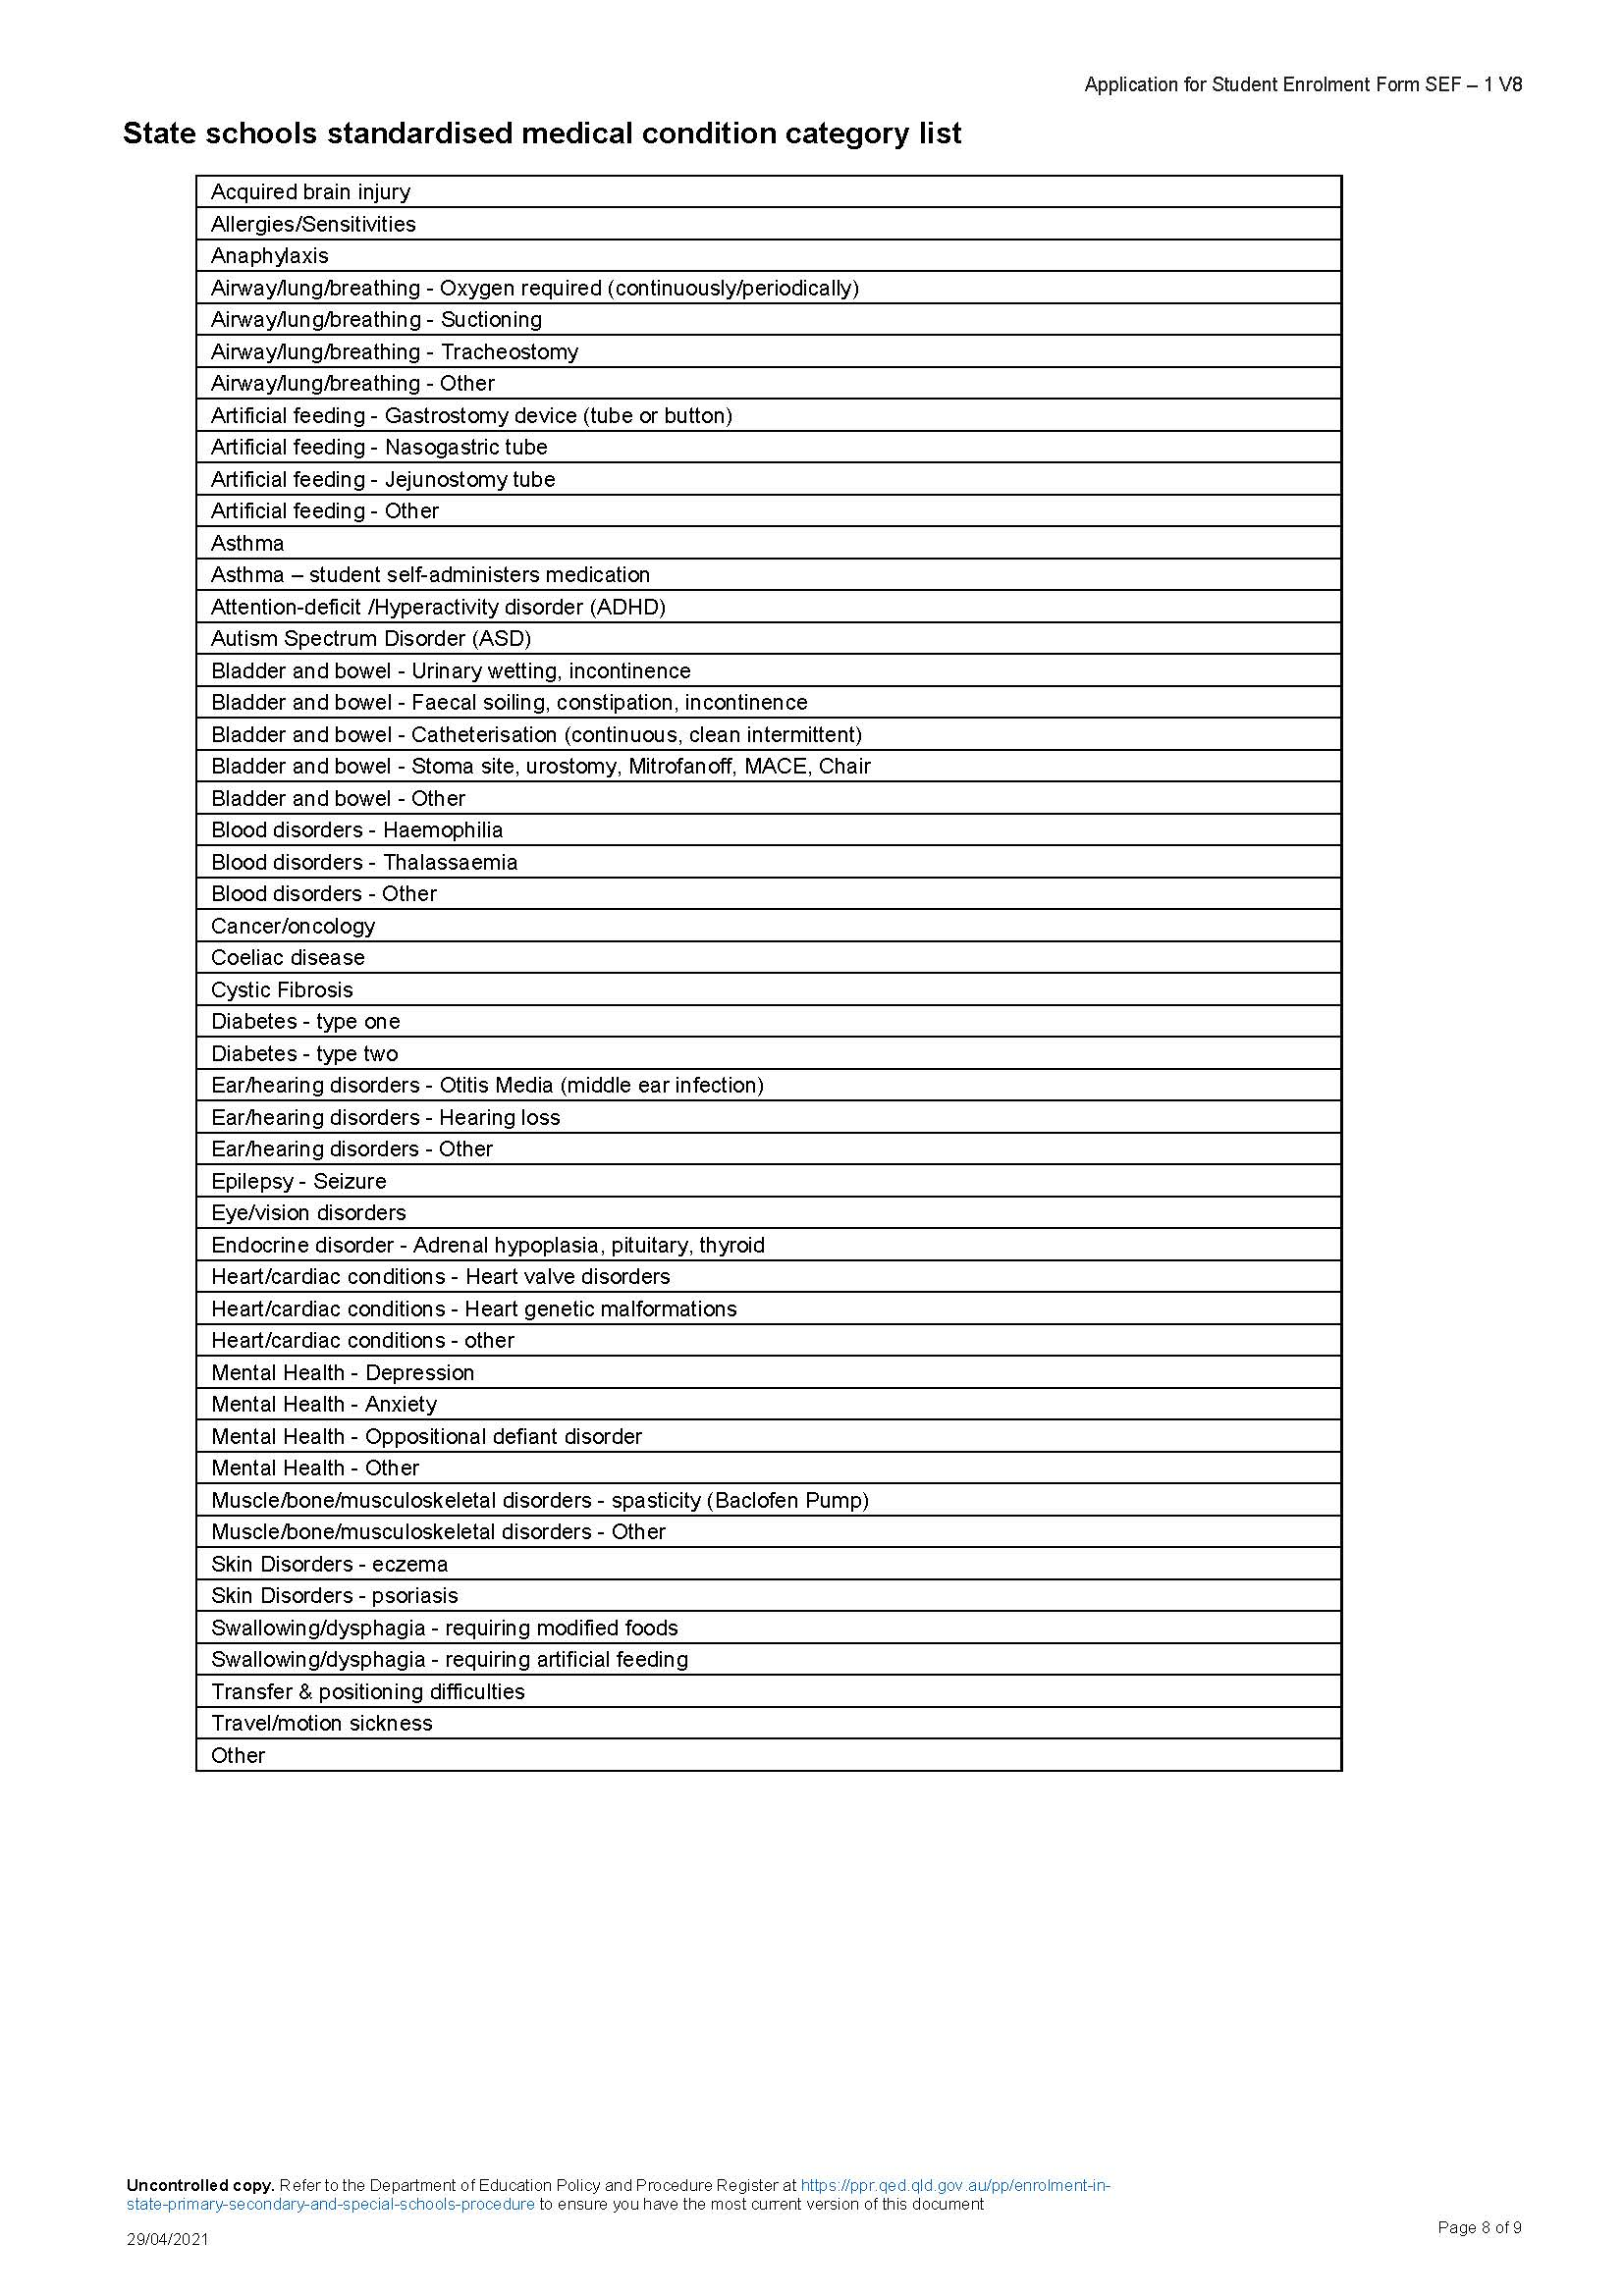 Application for Student Enrolment Form SEF – 1 V8
State schools standardised medical condition category list
Acquired brain injury
Allergies/Sensitivities
Anaphylaxis
Airway/lung/breathing - Oxygen required (continuously/periodically)
Airway/lung/breathing - Suctioning
Airway/lung/breathing - Tracheostomy
Airway/lung/breathing - Other
Artificial feeding - Gastrostomy device (tube or button)
Artificial feeding - Nasogastric tube
Artificial feeding - Jejunostomy tube
Artificial feeding - Other
Asthma
Asthma – student self-administers medication
Attention-deficit /Hyperactivity disorder (ADHD)
Autism Spectrum Disorder (ASD)
Bladder and bowel - Urinary wetting, incontinence
Bladder and bowel - Faecal soiling, constipation, incontinence
Bladder and bowel - Catheterisation (continuous, clean intermittent)
Bladder and bowel - Stoma site, urostomy, Mitrofanoff, MACE, Chair
Bladder and bowel - Other
Blood disorders - Haemophilia
Blood disorders - Thalassaemia
Blood disorders - Other
Cancer/oncology
Coeliac disease
Cystic Fibrosis
Diabetes - type one
Diabetes - type two
Ear/hearing disorders - Otitis Media (middle ear infection)
Ear/hearing disorders - Hearing loss
Ear/hearing disorders - Other
Epilepsy - Seizure
Eye/vision disorders
Endocrine disorder - Adrenal hypoplasia, pituitary, thyroid
Heart/cardiac conditions - Heart valve disorders
Heart/cardiac conditions - Heart genetic malformations
Heart/cardiac conditions - other
Mental Health - Depression
Mental Health - Anxiety
Mental Health - Oppositional defiant disorder
Mental Health - Other
Muscle/bone/musculoskeletal disorders - spasticity (Baclofen Pump)
Muscle/bone/musculoskeletal disorders - Other
Skin Disorders - eczema
Skin Disorders - psoriasis
Swallowing/dysphagia - requiring modified foods
Swallowing/dysphagia - requiring artificial feeding
Transfer & positioning difficulties
Travel/motion sickness
Other
Uncontrolled copy. Refer to the Department of Education Policy and Procedure Register at https://ppr.qed.qld.gov.au/pp/enrolment-in-
state-primary-secondary-and-special-schools-procedure to ensure you have the most current version of this document
Page 8 of 9
29/04/2021